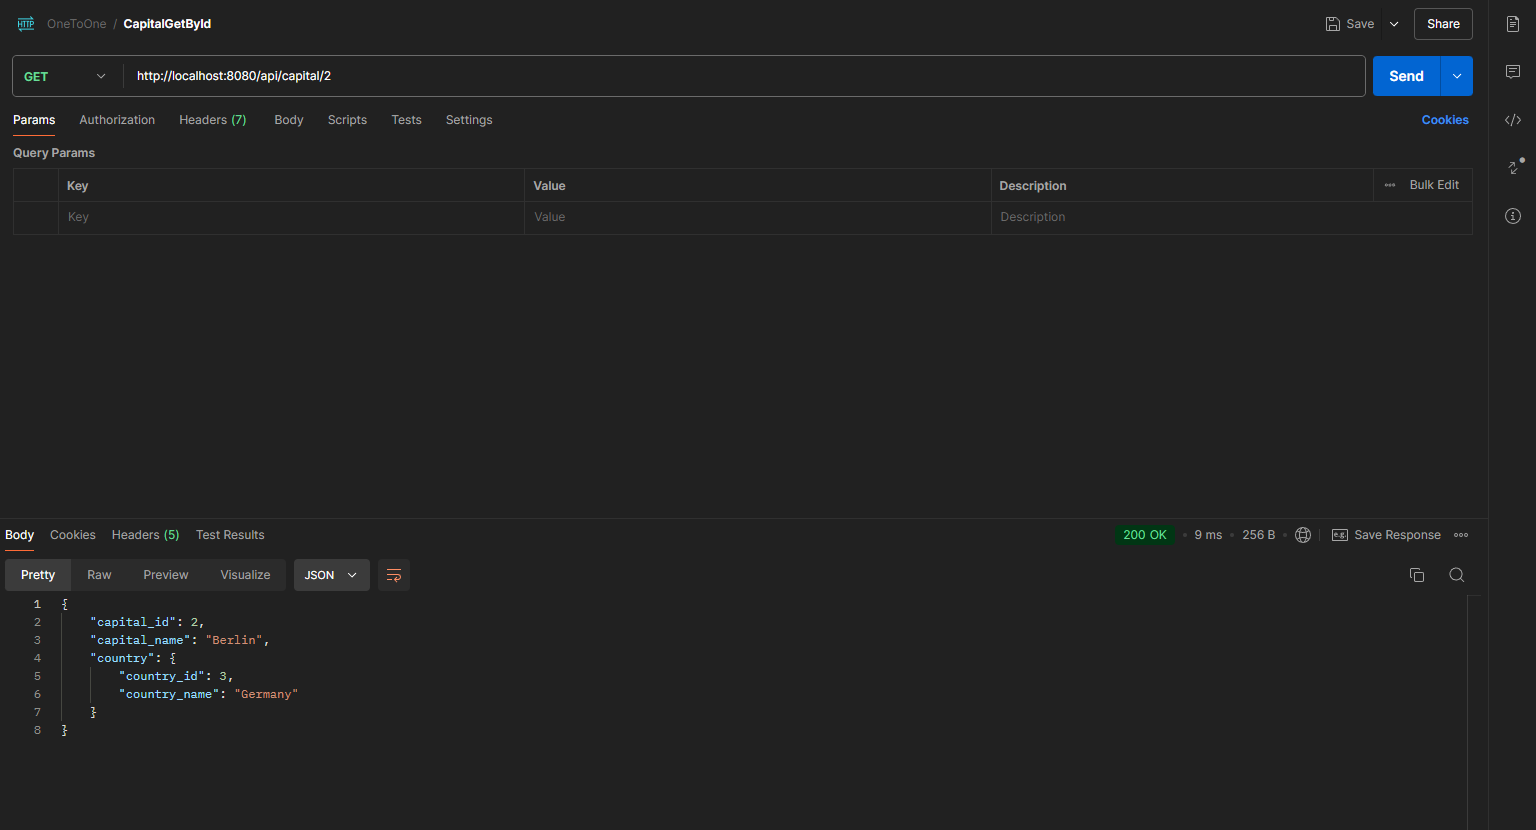 HTTP OneToOne / CapitalGetById Save Share
GET http://localhost:8080/api/capital/2 Send
Params Authorization Headers (7) Body Scripts Tests Settings Cookies
Query Params
Key Value Description Bulk Edit
Key Value Description
Body Cookies Headers (5) Test Results 200 OK 9 ms 256 B e.g. Save Response
Pretty Raw Preview Visualize JSON
1 {
2 "capital_id": 2,
3 "capital_name": "Berlin",
4 "country": {
5 "country_id": 3,
6 "country_name": "Germany"
7 }
8 }